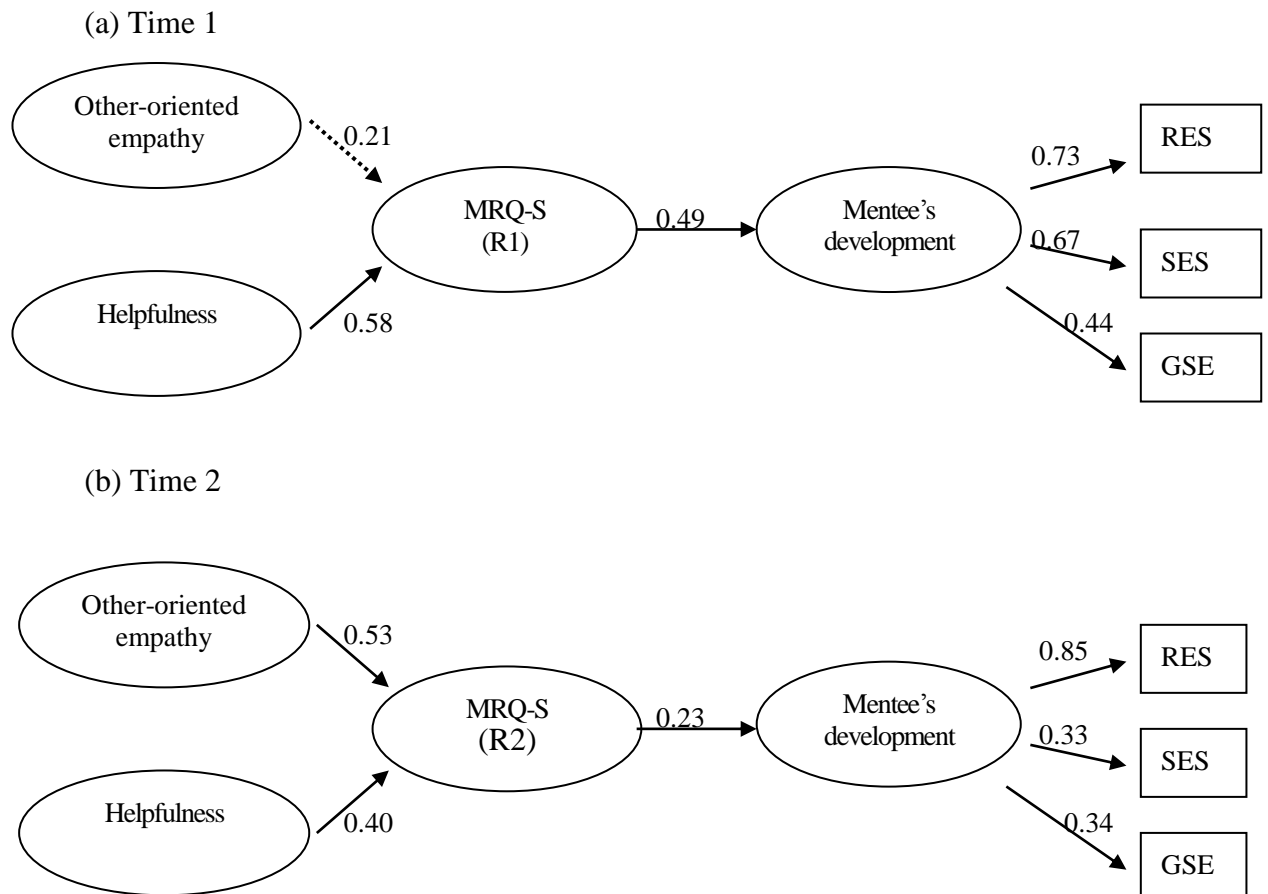 (a) Time 1
Other-oriented
empathy
0.21
Helpfulness
0.58
MRQ-S
(R1)
0.49
Mentee’s
development
0.73
RES
0.67
SES
0.44
GSE
(b) Time 2
Other-oriented
empathy
0.53
Helpfulness
0.40
MRQ-S
(R2)
0.23
Mentee’s
development
0.85
RES
0.33
SES
0.34
GSE